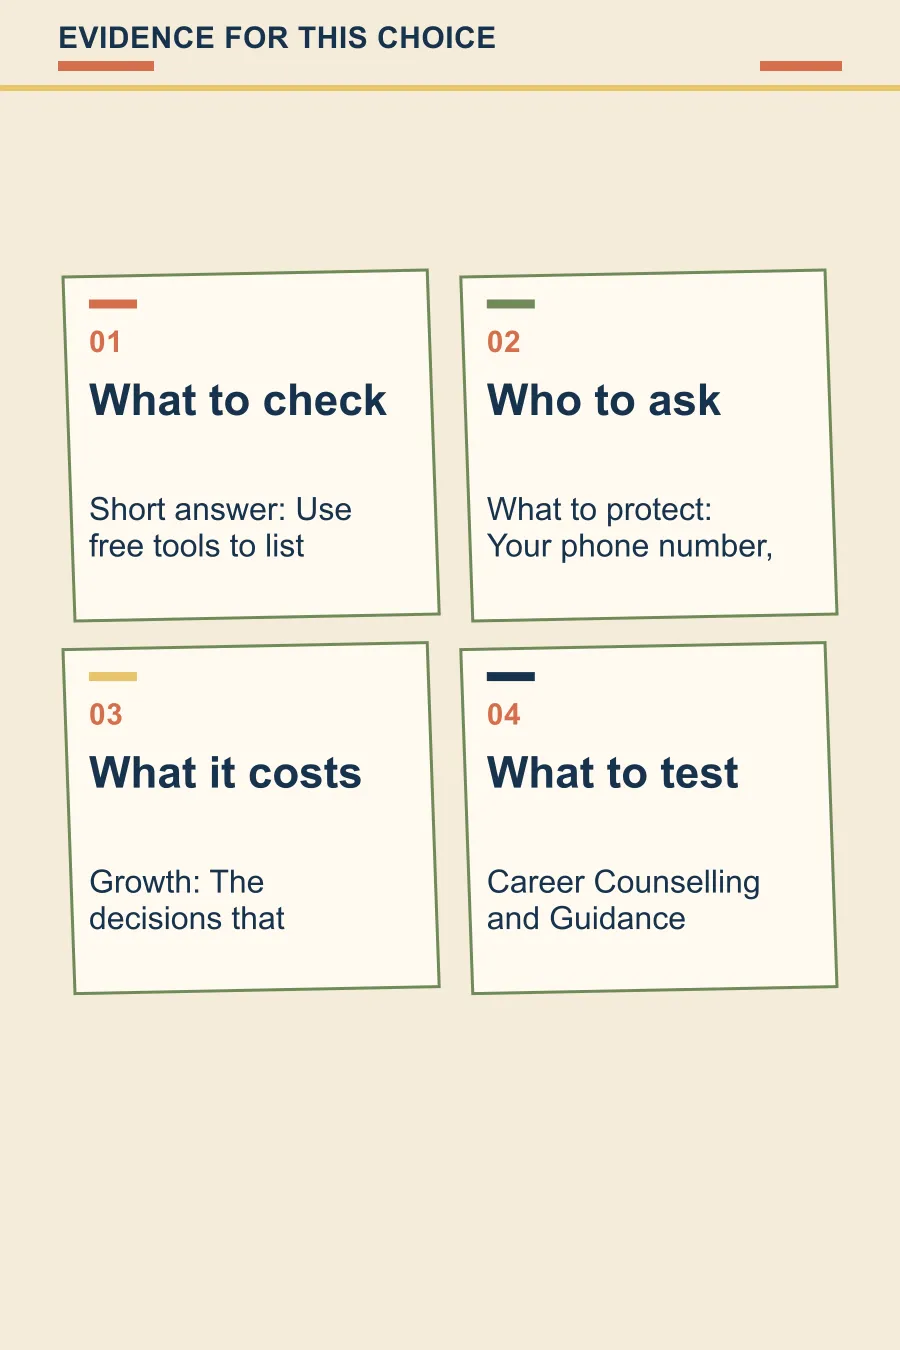 EVIDENCE FOR THIS CHOICE
01
What to check
Short answer: Use
free tools to list
02
Who to ask
What to protect:
Your phone number,
03
What it costs
Growth: The
decisions that
04
What to test
Career Counselling
and Guidance